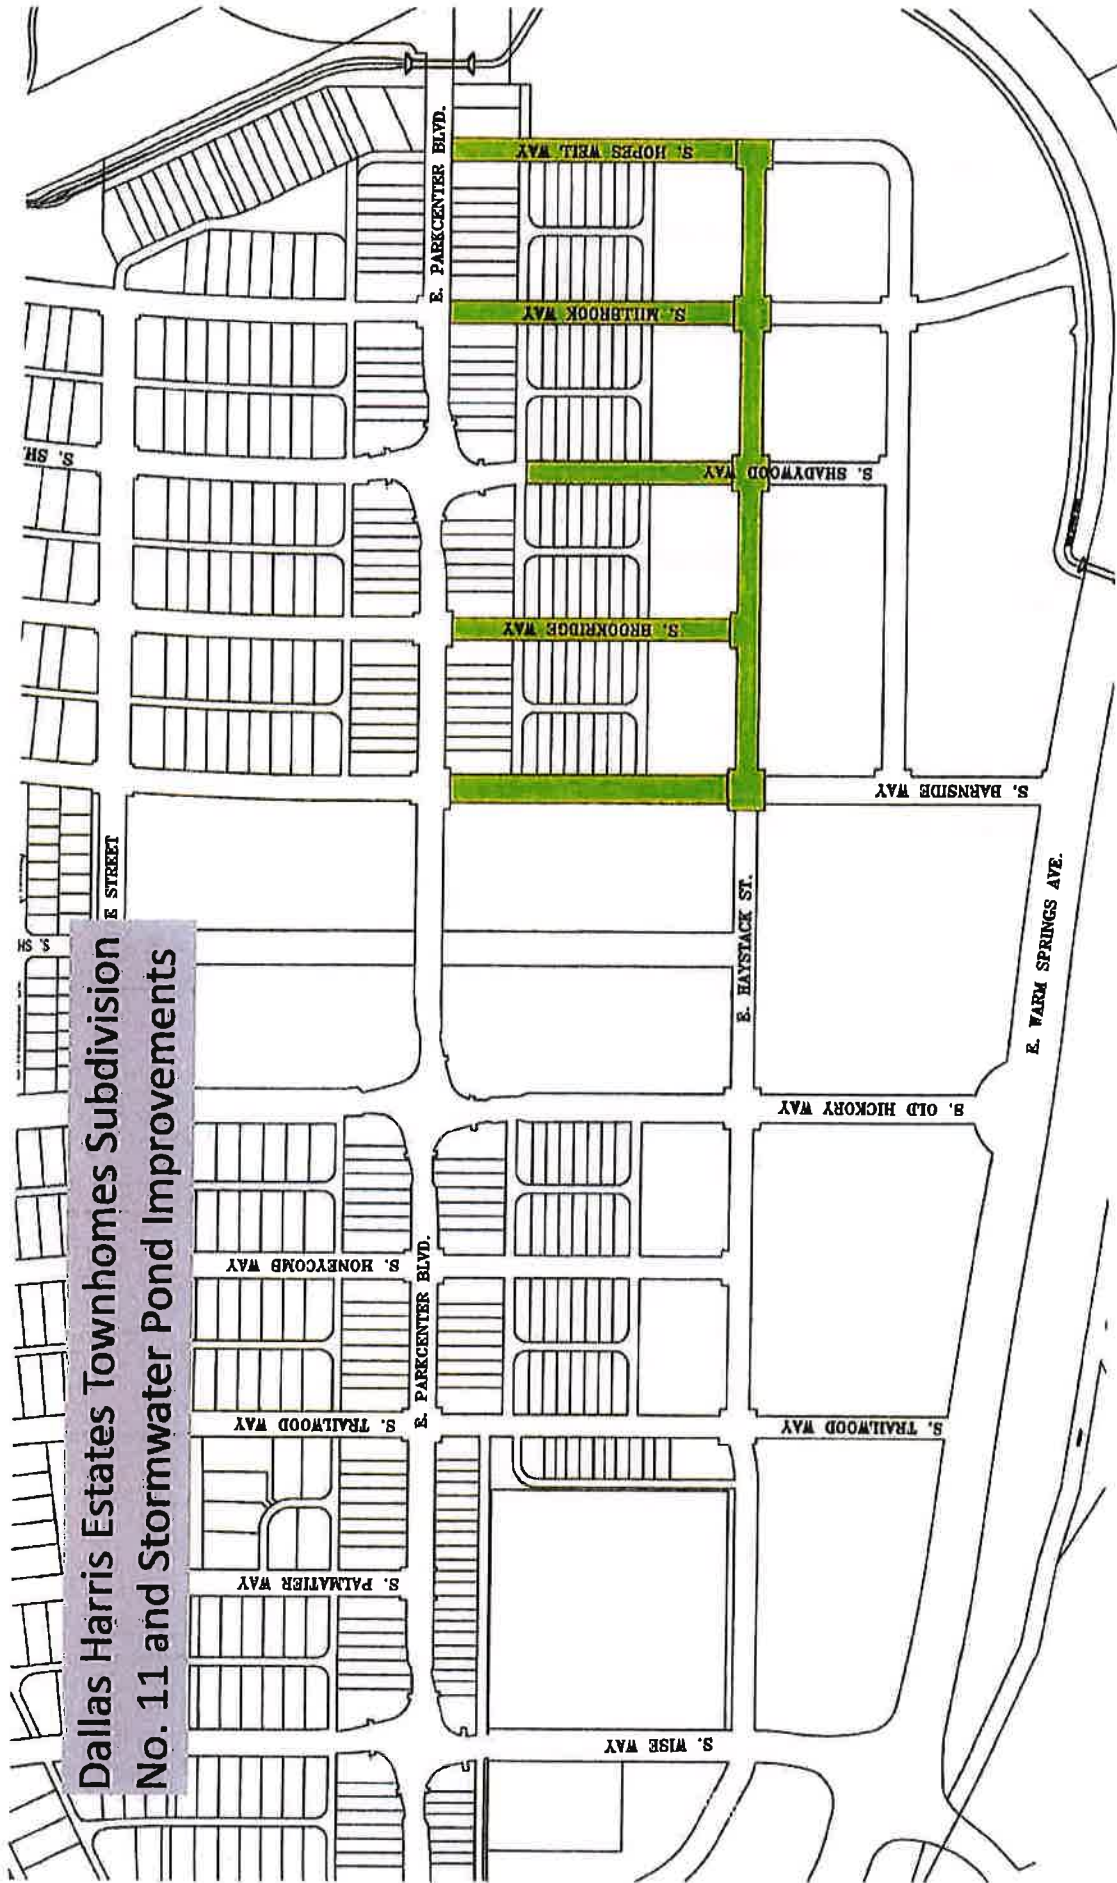 Dallas Harris Estates Townhomes Subdivision
No. 11 and Stormwater Pond Improvements
S. SH
E STREET
S. SH
S. PALMATIER WAY
S. TRAILWOOD WAY
S. HONEYCOMB WAY
E. PARKCENTER BLVD.
E. PARKCENTER BLVD.
S. BROOKRIDGE WAY
S. SHADYWOOD WAY
S. MILLBROOK WAY
S. HOPES WELL WAY
S. WISE WAY
E. HAYSTACK ST.
S. TRAILWOOD WAY
S. OLD HICKORY WAY
S. BARNSIDE WAY
E. WARM SPRINGS AVE.